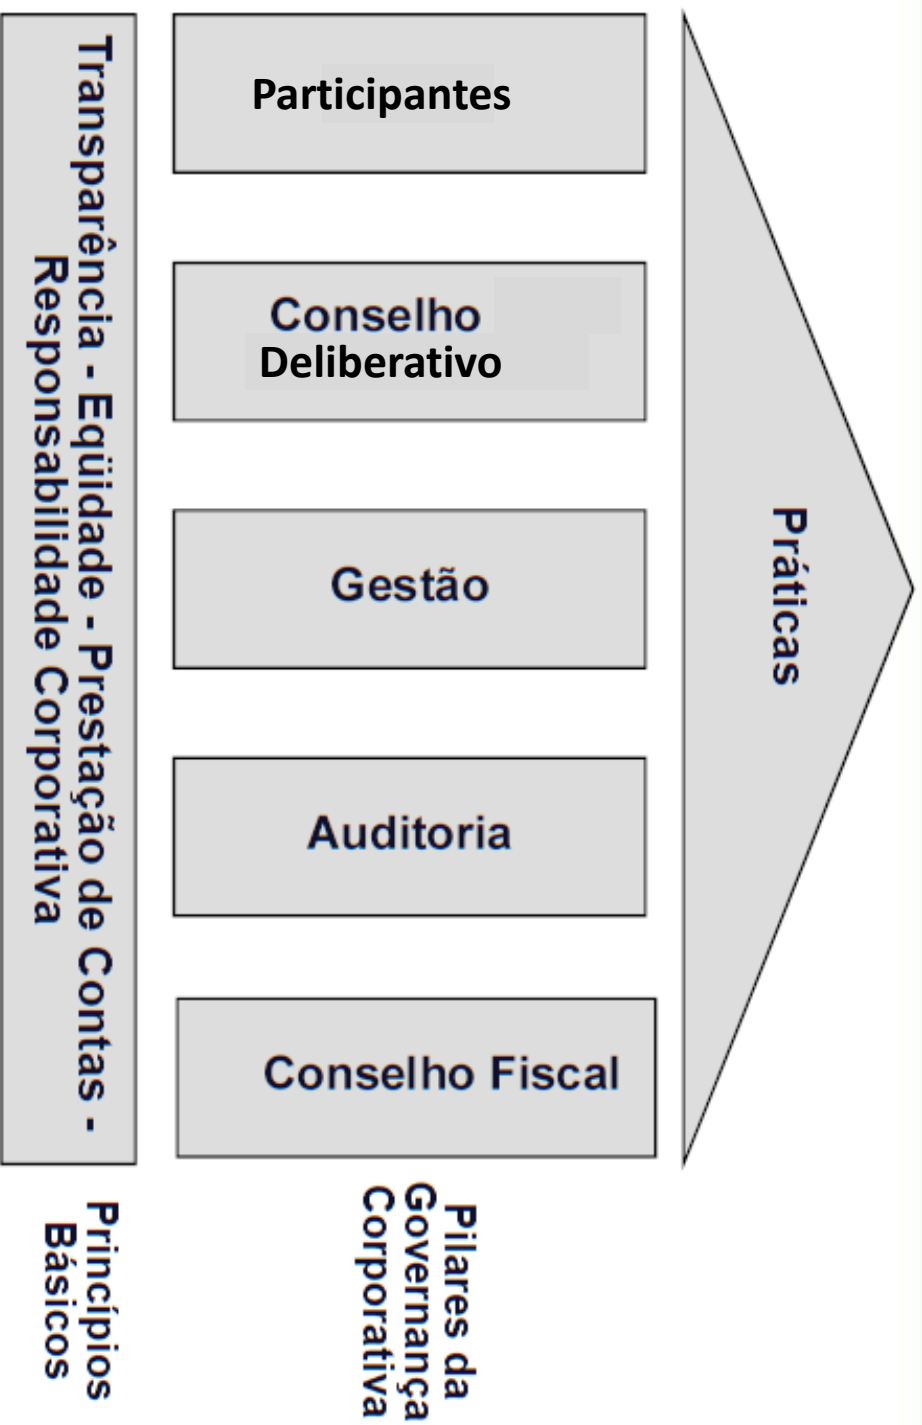 Práticas
Participantes
Conselho
Deliberativo
Gestão
Auditoria
Conselho Fiscal
Pilares da
Governança
Corporativa
Transparência - Eqüidade - Prestação de Contas -
Responsabilidade Corporativa
Princípios
Básicos